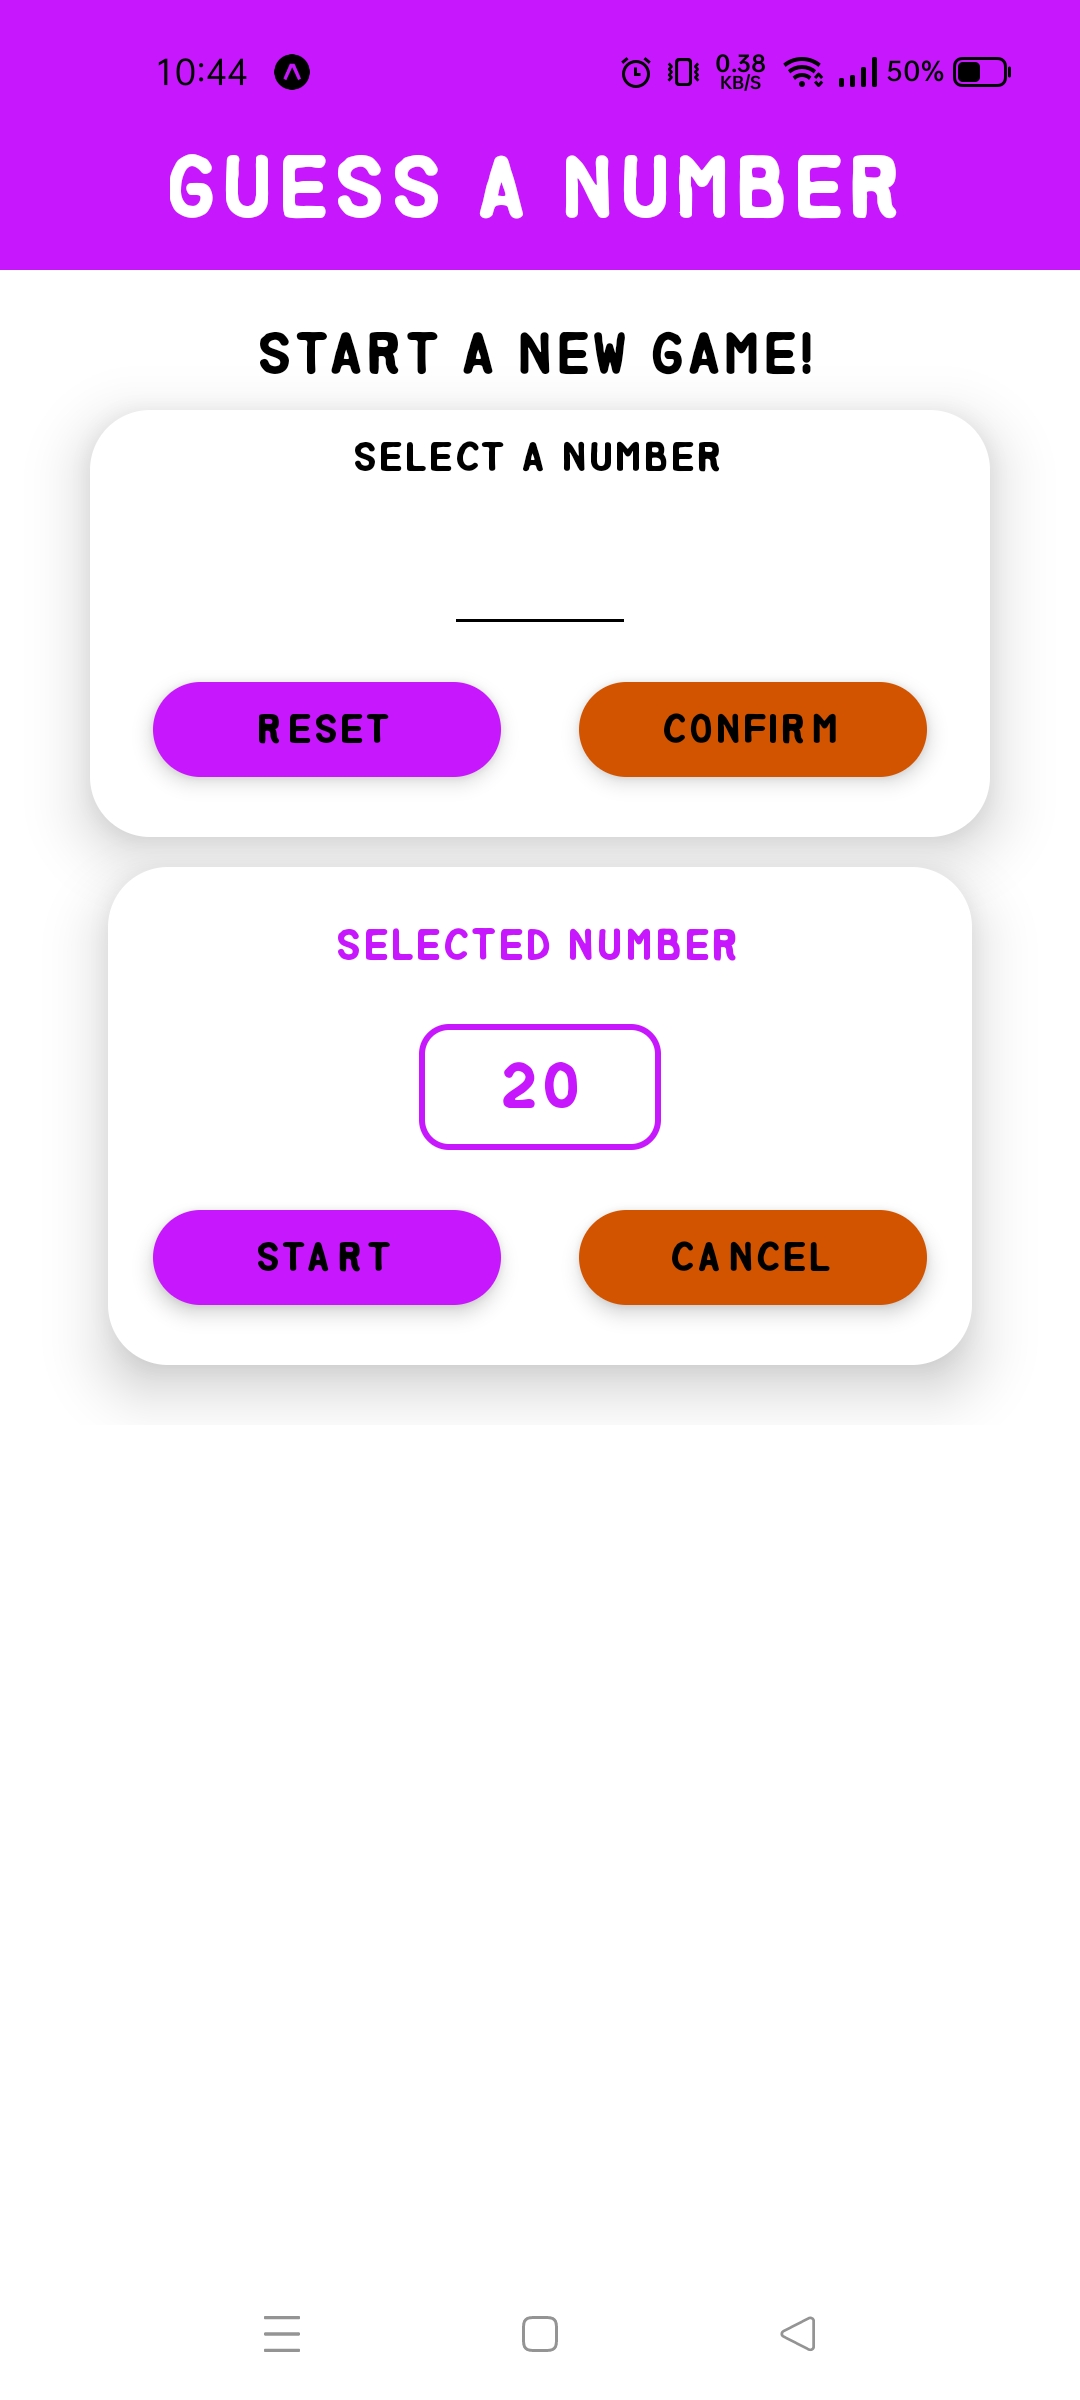 10:44 0.38 KB/S 50%
GUESS A NUMBER
START A NEW GAME!
SELECT A NUMBER
RESET CONFIRM
SELECTED NUMBER
20
START CANCEL